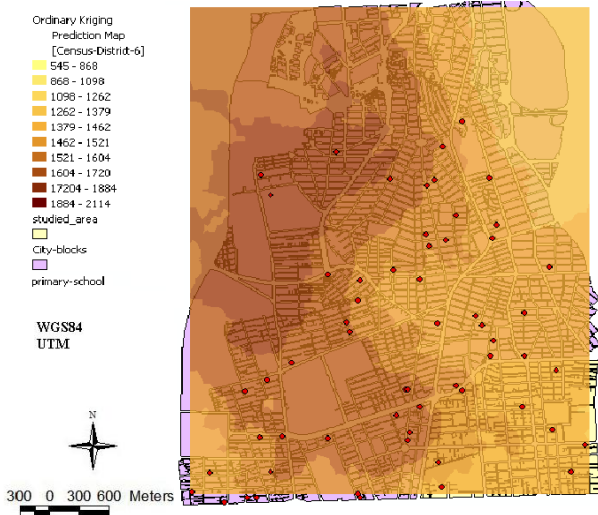 Ordinary Kriging
Prediction Map
[Census-District-6]
545 - 868
868 - 1098
1098 - 1262
1262 - 1379
1379 - 1462
1462 - 1521
1521 - 1604
1604 - 1720
17204 - 1884
1884 - 2114
studied_area
City-blocks
primary-school
WGS84
UTM
N
300 0 300 600 Meters